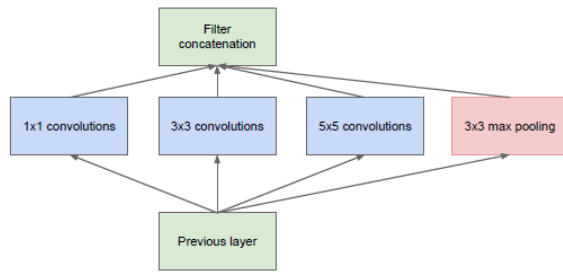 Filter
concatenation
1x1 convolutions
3x3 convolutions
5x5 convolutions
3x3 max pooling
Previous layer